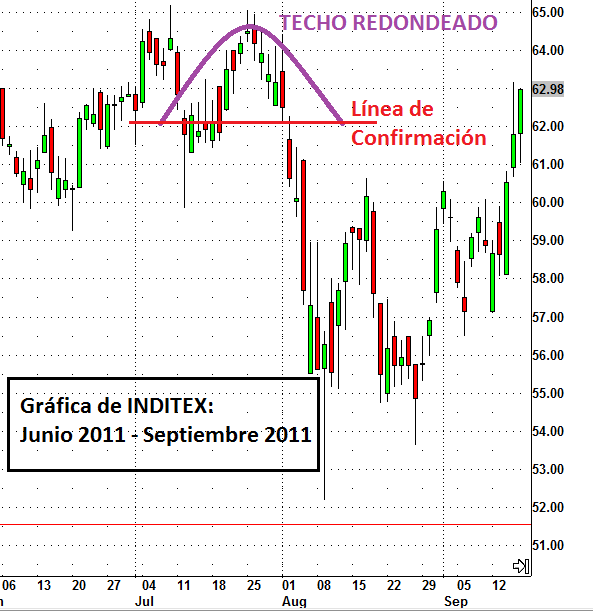 TECHO REDONDEADO
65.00
64.00
62.98
Línea de
Confirmación
62.00
61.00
60.00
59.00
58.00
57.00
56.00
55.00
54.00
53.00
52.00
51.00
Gráfica de INDITEX:
Junio 2011 - Septiembre 2011
06 13 20 27 04 11 18 25 01 08 15 22 29 05 12
Jul Aug Sep